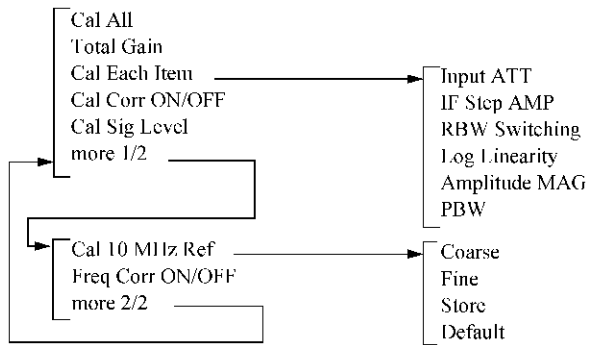 Cal All
Total Gain
Cal Each Item
Cal Corr ON/OFF
Cal Sig Level
more 1/2
Input ATT
IF Step AMP
RBW Switching
Log Linearity
Amplitude MAG
PBW
Cal 10 MHz Ref
Freq Corr ON/OFF
more 2/2
Coarse
Fine
Store
Default